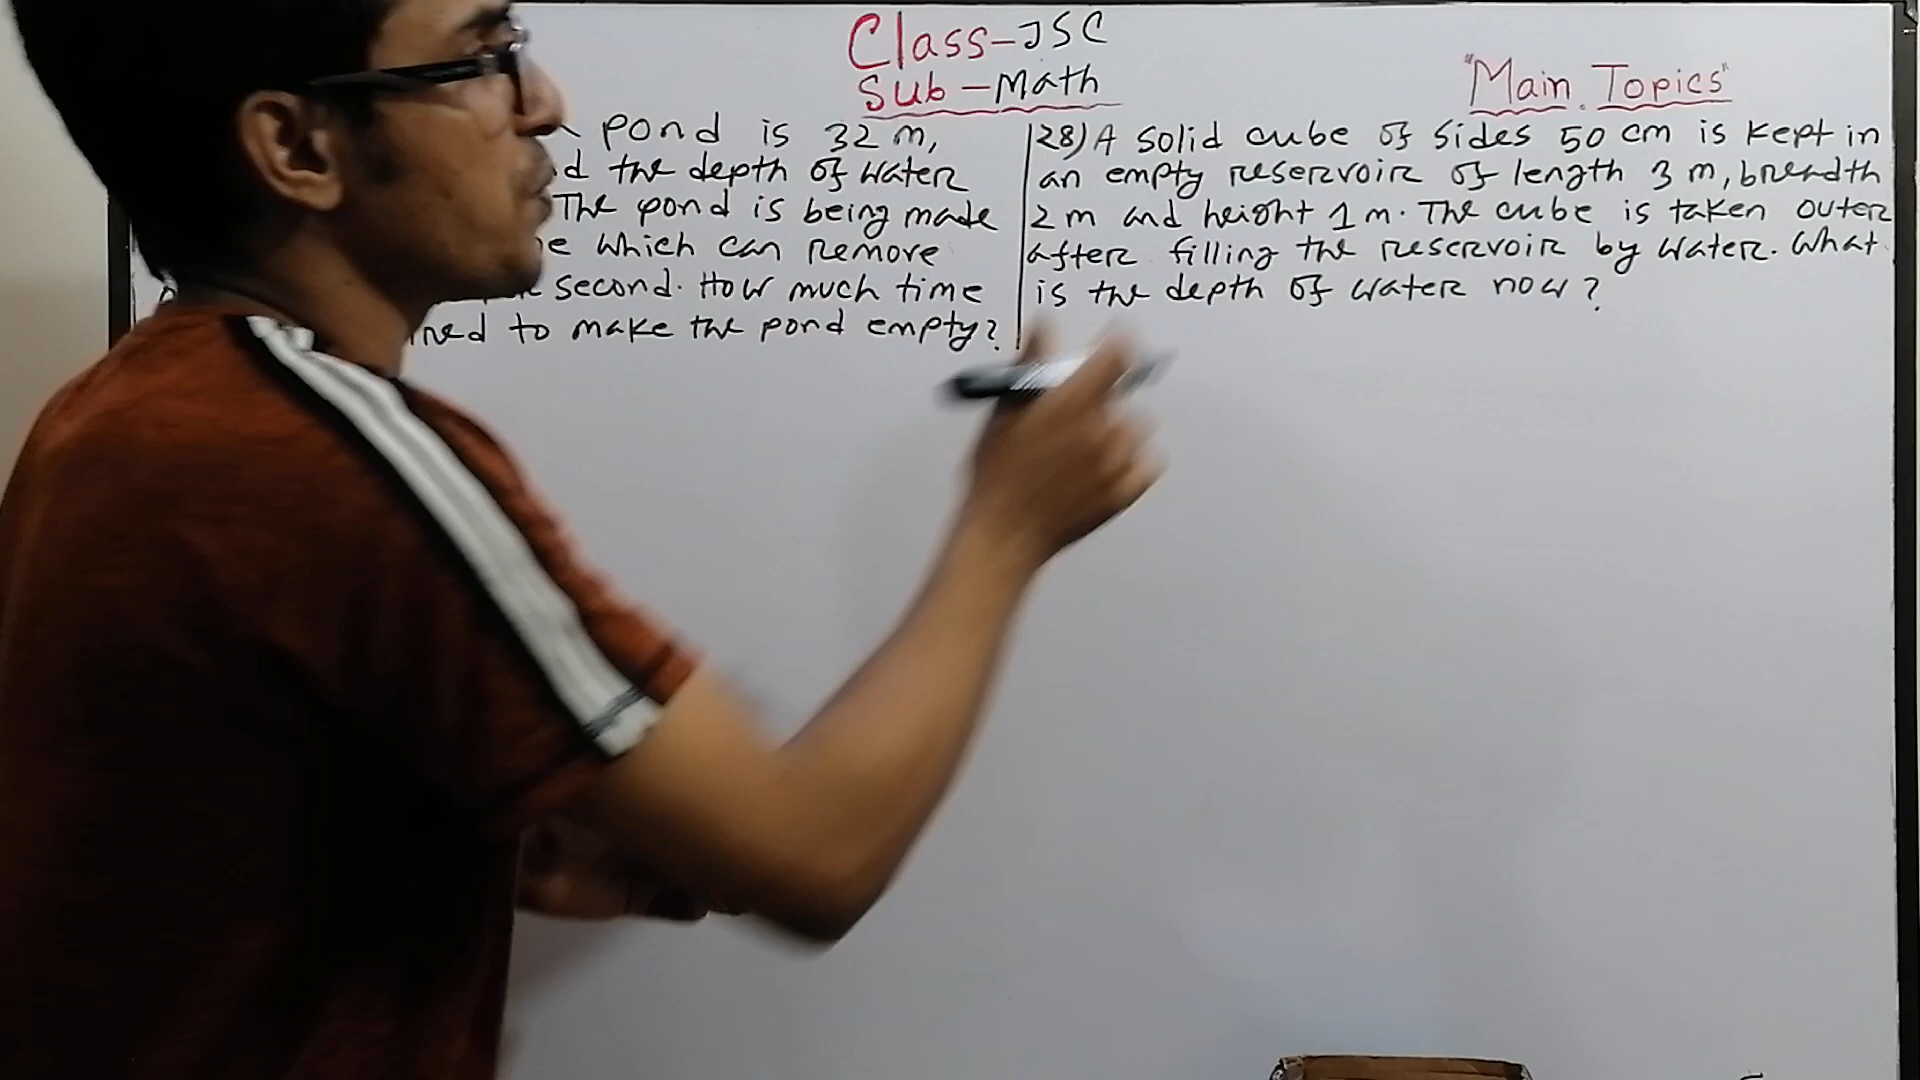 Class-JSC
Sub-Math
"Main Topics"
pond is 32 m,
the depth of water
The pond is being made
which can remove
second. How much time
to make the pond empty?
28) A solid cube of sides 50 cm is kept in
an empty reservoir of length 3 m, breadth
2 m and height 1 m. The cube is taken outer
after filling the reservoir by water. What
is the depth of water now?